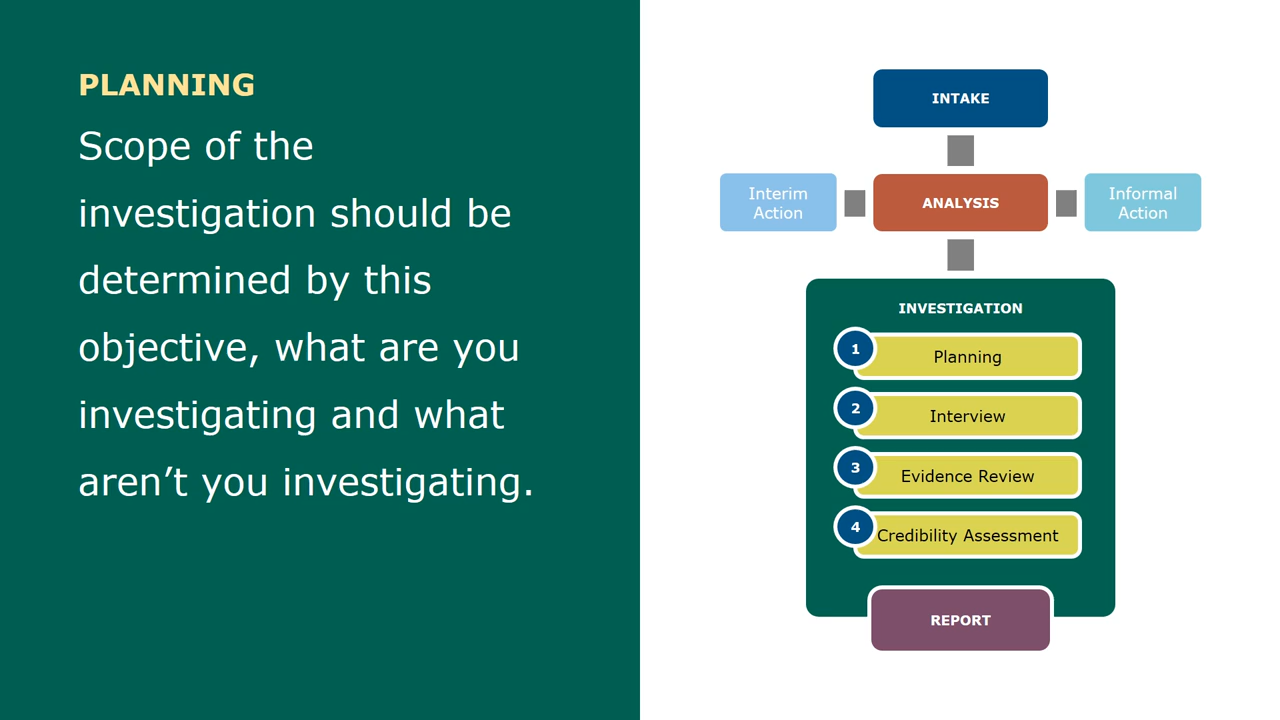 PLANNING
Scope of the
investigation should be
determined by this
objective, what are you
investigating and what
aren’t you investigating.
INTAKE
Interim
Action
ANALYSIS
Informal
Action
INVESTIGATION
1
Planning
2
Interview
3
Evidence Review
4
Credibility Assessment
REPORT